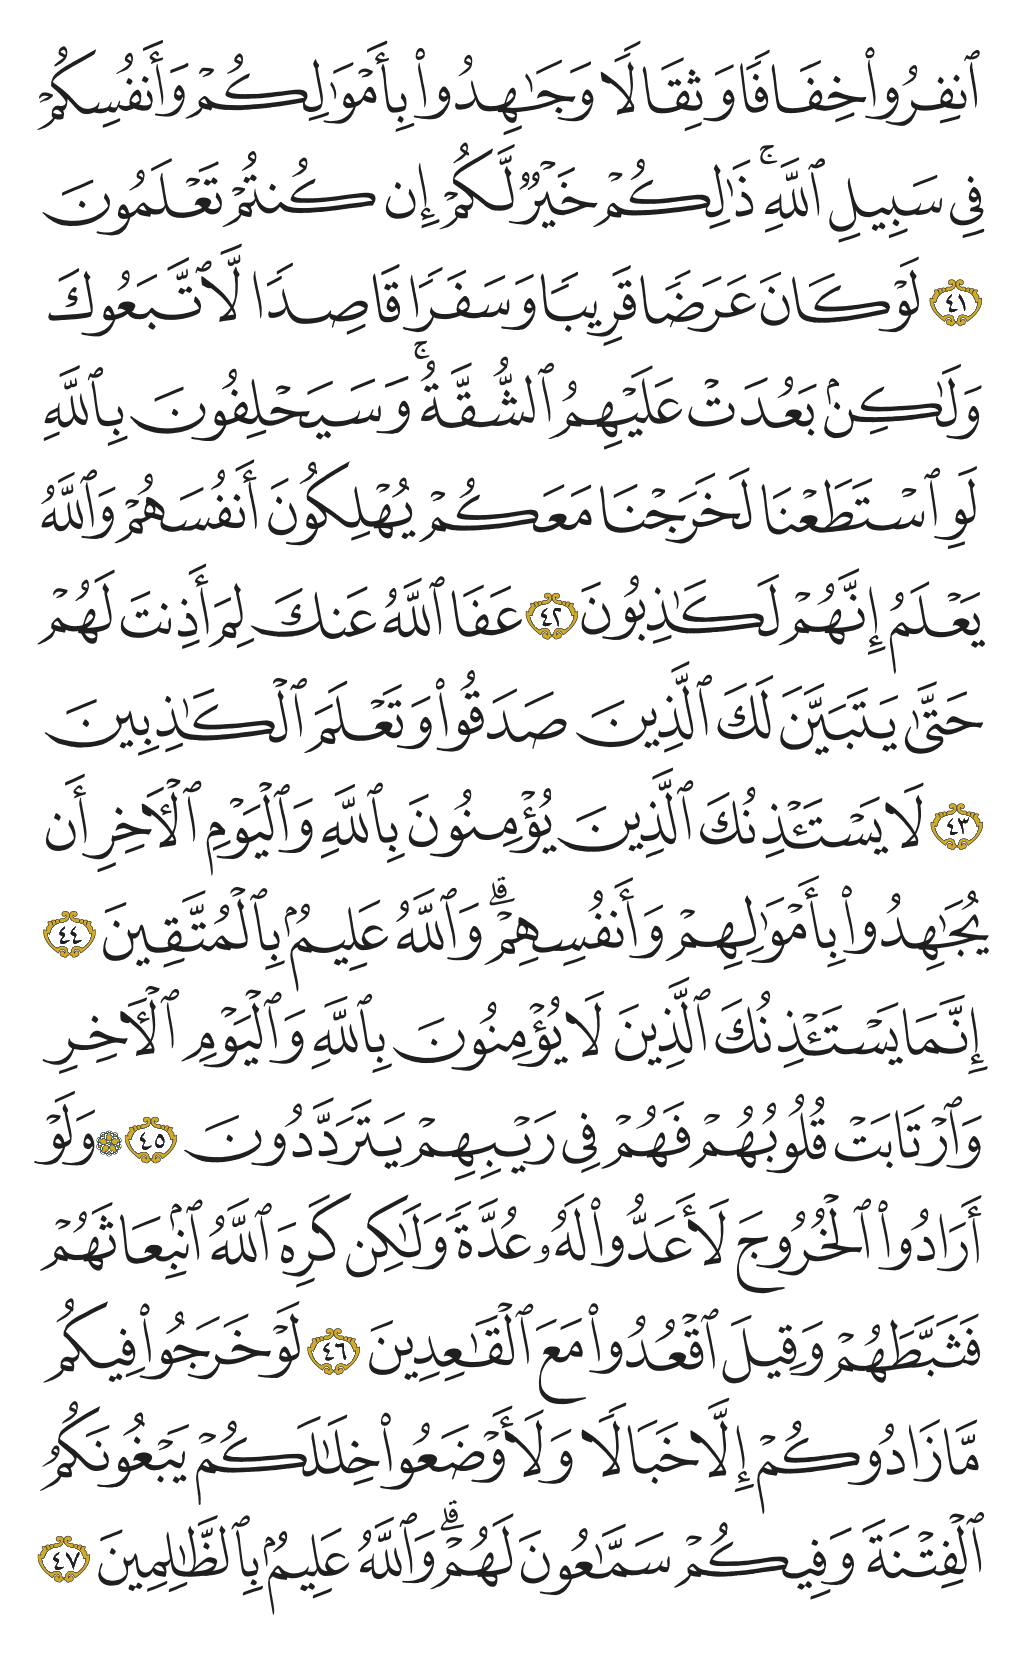 ٱنفِرُوا۟ خِفَافًا وَثِقَالًا وَجَـٰهِدُوا۟ بِأَمْوَٰلِكُمْ وَأَنفُسِكُمْ
فِى سَبِيلِ ٱللَّهِ ۚ ذَٰلِكُمْ خَيْرٌ لَّكُمْ إِن كُنتُمْ تَعْلَمُونَ
٤١ لَوْ كَانَ عَرَضًا قَرِيبًا وَسَفَرًا قَاصِدًا لَّٱتَّبَعُوكَ
وَلَـٰكِنۢ بَعُدَتْ عَلَيْهِمُ ٱلشُّقَّةُ ۚ وَسَيَحْلِفُونَ بِٱللَّهِ
لَوِ ٱسْتَطَعْنَا لَخَرَجْنَا مَعَكُمْ يُهْلِكُونَ أَنفُسَهُمْ وَٱللَّهُ
يَعْلَمُ إِنَّهُمْ لَكَـٰذِبُونَ ٤٢ عَفَا ٱللَّهُ عَنكَ لِمَ أَذِنتَ لَهُمْ
حَتَّىٰ يَتَبَيَّنَ لَكَ ٱلَّذِينَ صَدَقُوا۟ وَتَعْلَمَ ٱلْكَـٰذِبِينَ
٤٣ لَا يَسْتَـْٔذِنُكَ ٱلَّذِينَ يُؤْمِنُونَ بِٱللَّهِ وَٱلْيَوْمِ ٱلْـَٔاخِرِ أَن
يُجَـٰهِدُوا۟ بِأَمْوَٰلِهِمْ وَأَنفُسِهِمْ ۗ وَٱللَّهُ عَلِيمٌۢ بِٱلْمُتَّقِينَ ٤٤
إِنَّمَا يَسْتَـْٔذِنُكَ ٱلَّذِينَ لَا يُؤْمِنُونَ بِٱللَّهِ وَٱلْيَوْمِ ٱلْـَٔاخِرِ
وَٱرْتَابَتْ قُلُوبُهُمْ فَهُمْ فِى رَيْبِهِمْ يَتَرَدَّدُونَ ٤٥ ۞ وَلَوْ
أَرَادُوا۟ ٱلْخُرُوجَ لَأَعَدُّوا۟ لَهُۥ عُدَّةً وَلَـٰكِن كَرِهَ ٱللَّهُ ٱنۢبِعَاثَهُمْ
فَثَبَّطَهُمْ وَقِيلَ ٱقْعُدُوا۟ مَعَ ٱلْقَـٰعِدِينَ ٤٦ لَوْ خَرَجُوا۟ فِيكُم
مَّا زَادُوكُمْ إِلَّا خَبَالًا وَلَأَوْضَعُوا۟ خِلَـٰلَكُمْ يَبْغُونَكُمُ
ٱلْفِتْنَةَ وَفِيكُمْ سَمَّـٰعُونَ لَهُمْ ۗ وَٱللَّهُ عَلِيمٌۢ بِٱلظَّـٰلِمِينَ ٤٧